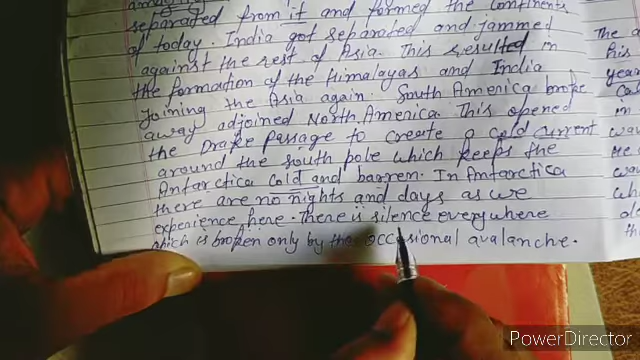 separated from it and formed the continents
of today. India got separated and jammed
against the rest of Asia. This resulted in
the formation of the Himalayas and India
Joining the Asia again. South America broke
away adjoined North America. This opened
the Drake Passage to create a cold current
around the south pole which keeps the
Antarctica cold and barren. In Antarctica
there are no nights and days as we
experience here. There is silence everywhere
which is broken only by the occasional avalanche.
The
his
year
in
PowerDirector